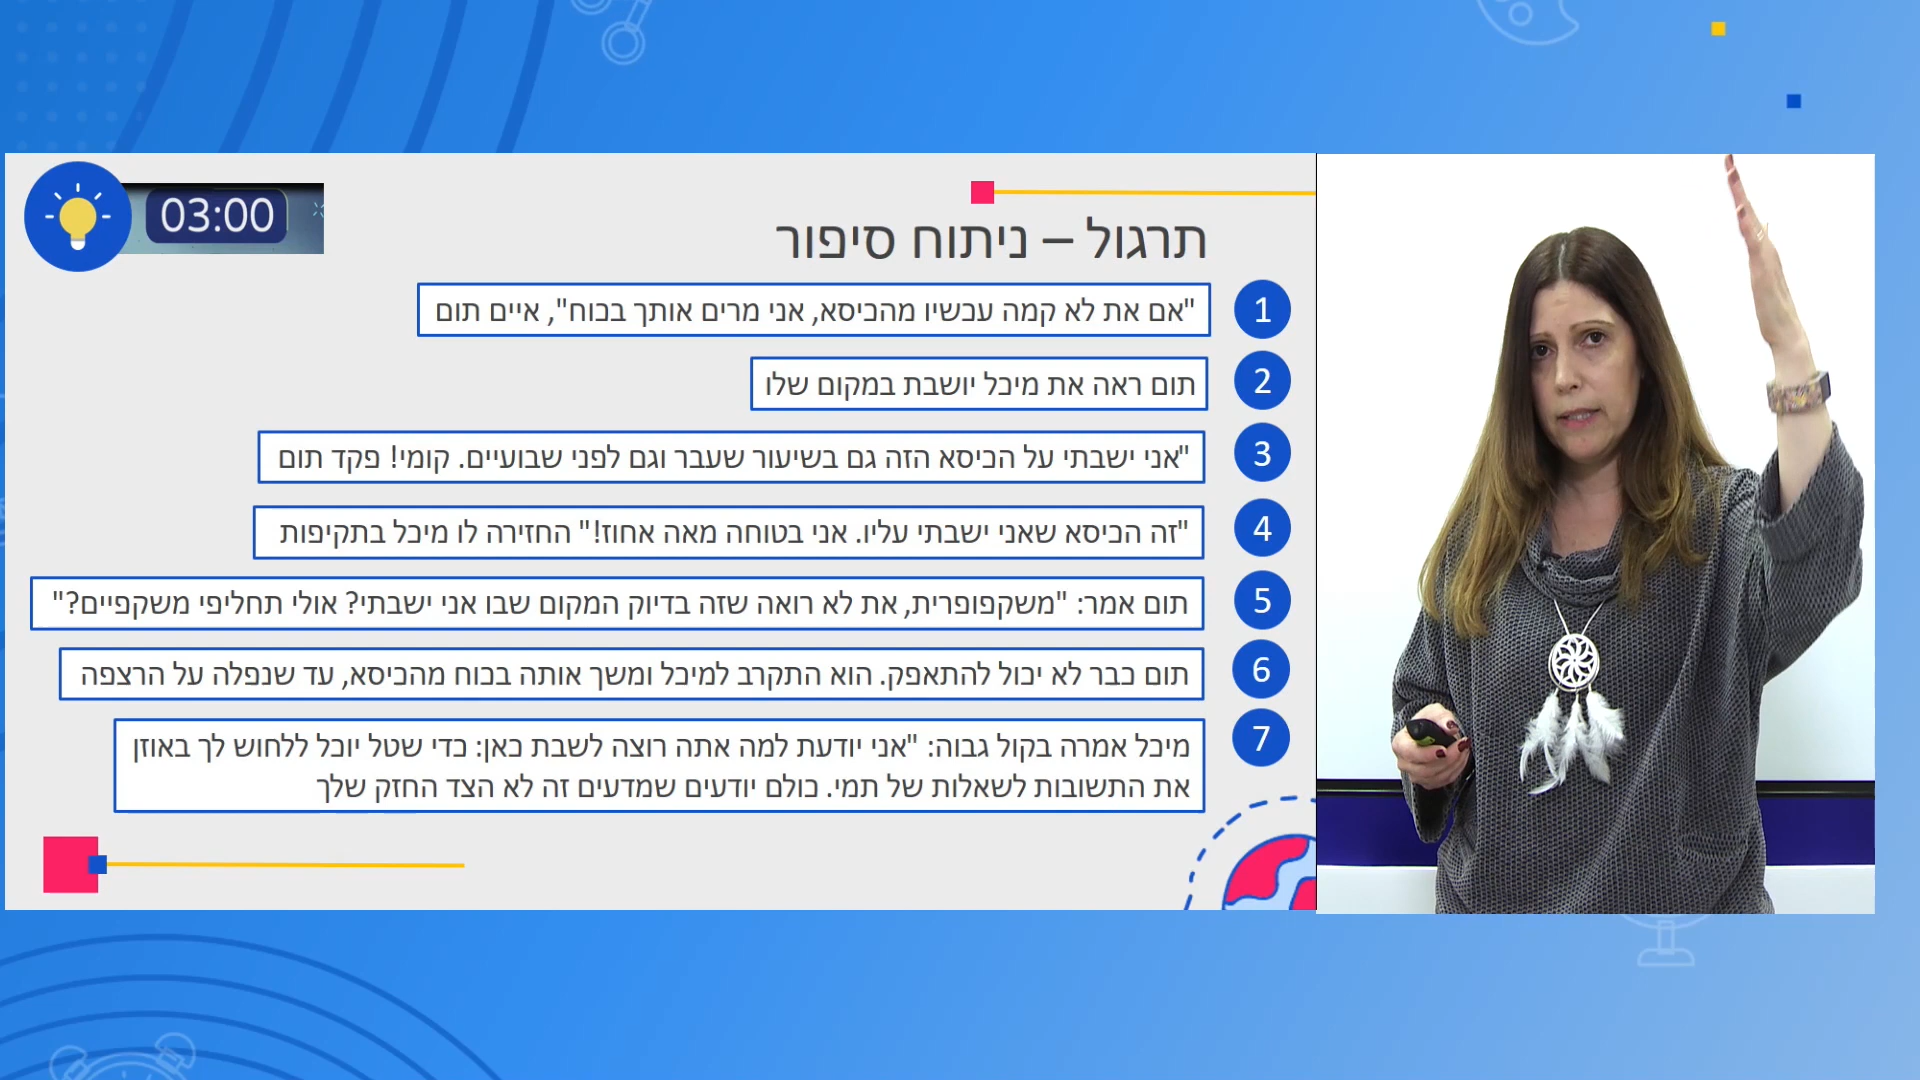 03:00
תרגול – ניתוח סיפור
1
"אם את לא קמה עכשיו מהכיסא, אני מרים אותך בכוח", איים תום
2
תום ראה את מיכל יושבת במקום שלו
3
"אני ישבתי על הכיסא הזה גם בשיעור שעבר וגם לפני שבועיים. קומי! פקד תום
4
"זה הכיסא שאני ישבתי עליו. אני בטוחה מאה אחוז!" החזירה לו מיכל בתקיפות
5
תום אמר: "משקפופרית, את לא רואה שזה בדיוק המקום שבו אני ישבתי? אולי תחליפי משקפיים?"
6
תום כבר לא יכול להתאפק. הוא התקרב למיכל ומשך אותה בכוח מהכיסא, עד שנפלה על הרצפה
7
מיכל אמרה בקול גבוה: "אני יודעת למה אתה רוצה לשבת כאן: כדי שטל יוכל ללחוש לך באוזן
את התשובות לשאלות של תמי. כולם יודעים שמדעים זה לא הצד החזק שלך